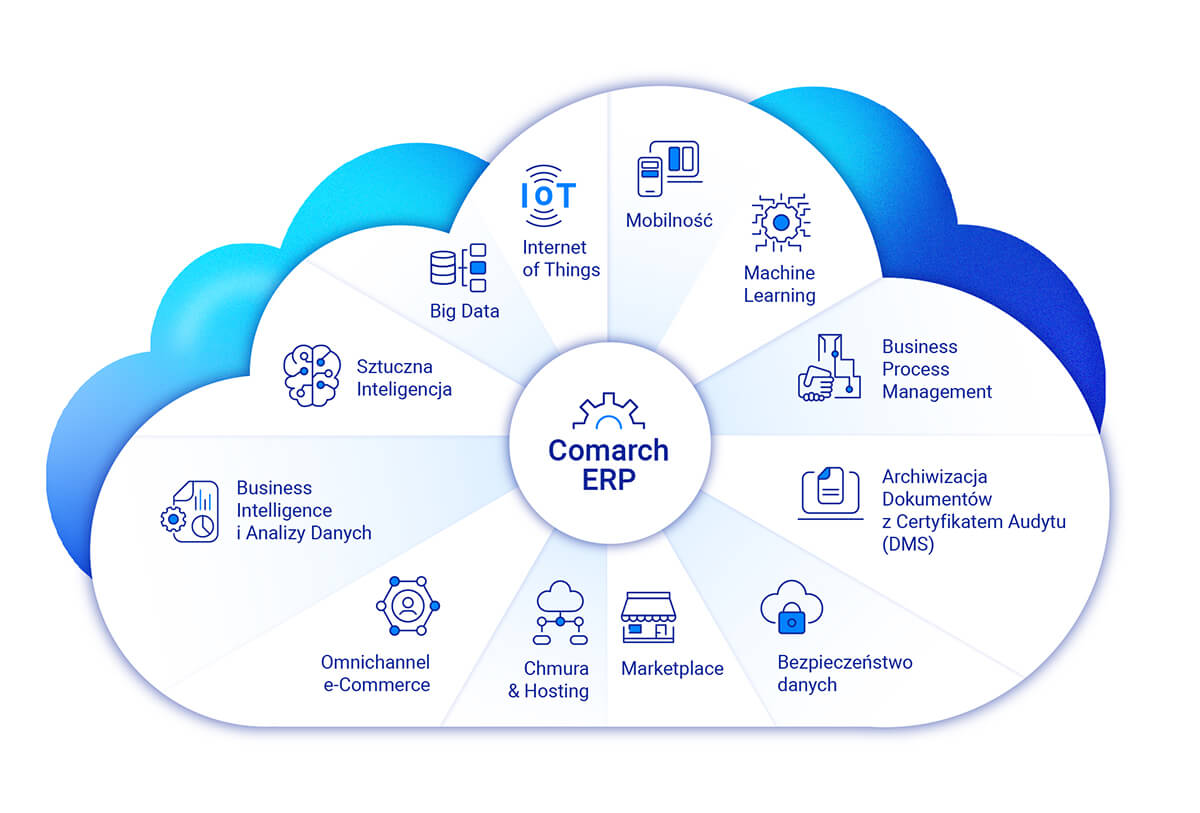 IoT
Internet
of Things
Mobilność
Machine
Learning
Big Data
Sztuczna
Inteligencja
Business
Process
Management
Comarch
ERP
Business
Intelligence
i Analizy Danych
Archiwizacja
Dokumentów
z Certyfikatem Audytu
(DMS)
Omnichannel
e-Commerce
Chmura
& Hosting
Marketplace
Bezpieczeństwo
danych